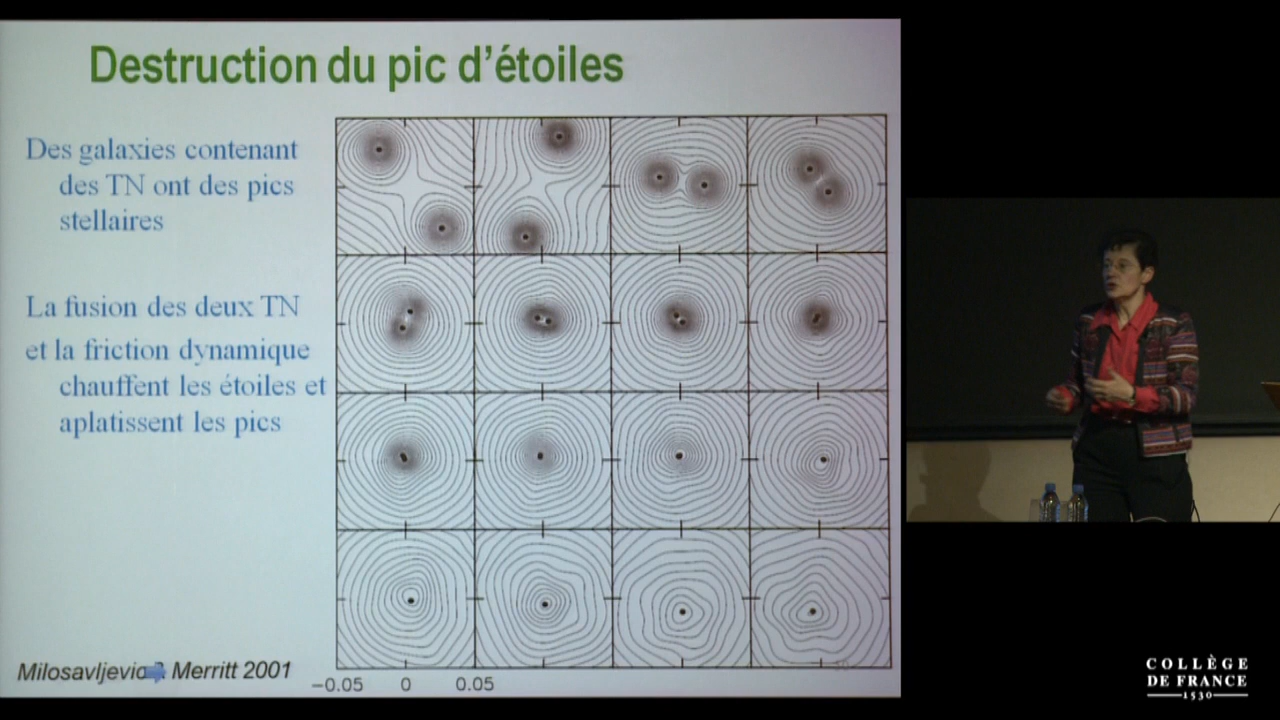 Destruction du pic d'étoiles
Des galaxies contenant
des TN ont des pics
stellaires
La fusion des deux TN
et la friction dynamique
chauffent les étoiles et
aplatissent les pics
Milosavljevic & Merritt 2001
−0.05 0 0.05
COLLÈGE
DE FRANCE
1530